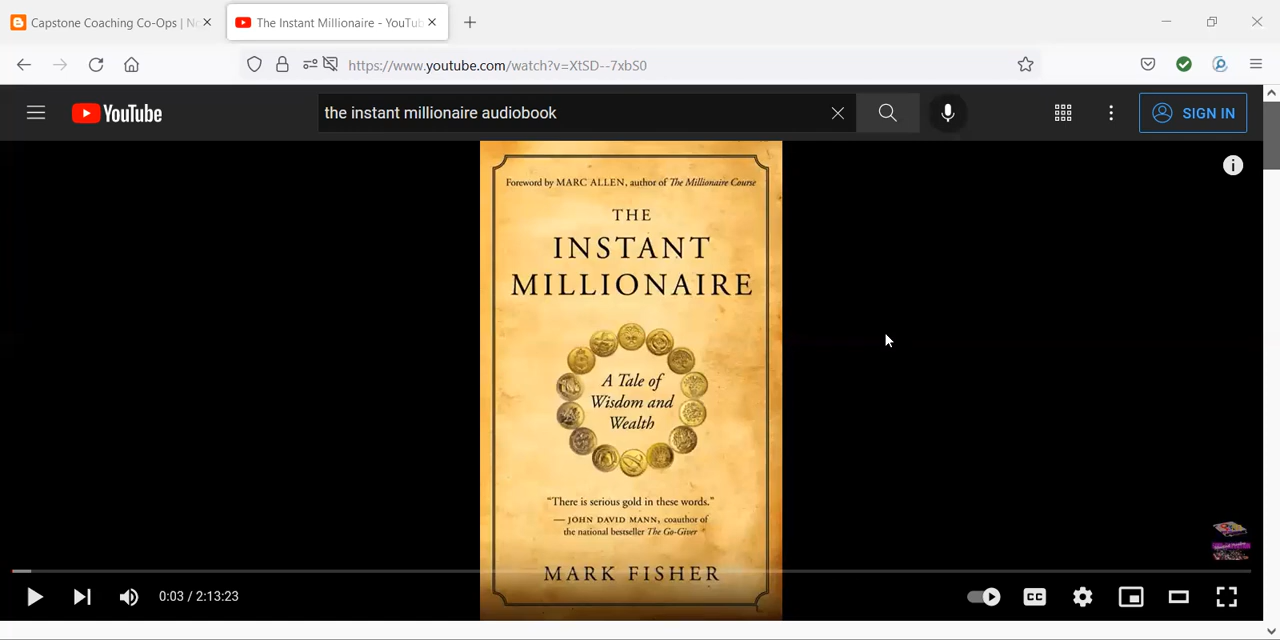 Capstone Coaching Co-Ops | N
The Instant Millionaire - YouTu
https://www.youtube.com/watch?v=XtSD--7xbS0
YouTube
the instant millionaire audiobook
SIGN IN
Foreword by MARC ALLEN, author of The Millionaire Course
THE
INSTANT
MILLIONAIRE
A Tale of
Wisdom and
Wealth
"There is serious gold in these words."
— JOHN DAVID MANN, coauthor of
the national bestseller The Go-Giver
MARK FISHER
0:03 / 2:13:23
CC